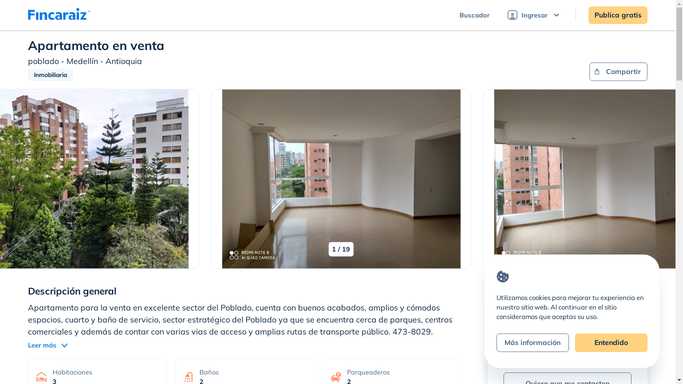 Fincaraiz
Buscador
Ingresar
Publica gratis
Apartamento en venta
poblado - Medellín - Antioquia
Inmobiliaria
Compartir
1 / 19
REDMI NOTE 8
AI QUAD CAMERA
REDMI NOTE 8
Descripción general
Apartamento para la venta en excelente sector del Poblado, cuenta con buenos acabados, amplios y cómodos
espacios, cuarto y baño de servicio, sector estratégico del Poblado ya que se encuentra cerca de parques, centros
comerciales y además de contar con varias vías de acceso y amplias rutas de transporte público. 473-8029.
Leer más
Utilizamos cookies para mejorar tu experiencia en
nuestro sitio web. Al continuar en el sitio
consideramos que aceptas su uso.
Más información
Entendido
Habitaciones
3
Baños
2
Parqueaderos
2
Quiero que me contacten